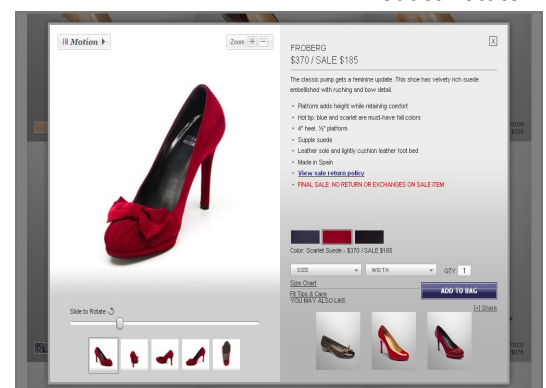 In Motion
Zoom: + −
X
FROBERG
$370 / SALE $185
The classic pump gets a feminine update. This shoe has velvety rich suede
embellished with ruching and bow detail.
• Platform adds height while retaining comfort
• Hot tip: blue and scarlet are must-have fall colors
• 4" heel. ½" platform
• Supple suede
• Leather sole and lightly cushion leather foot bed
• Made in Spain
• View sale return policy
• FINAL SALE: NO RETURN OR EXCHANGES ON SALE ITEM
Color: Scarlet Suede - $370 / SALE $185
SIZE
WIDTH
QTY 1
Size Chart
Fit Tips & Care
ADD TO BAG
YOU MAY ALSO LIKE
[+] Share
Slide to Rotate
$325
$275